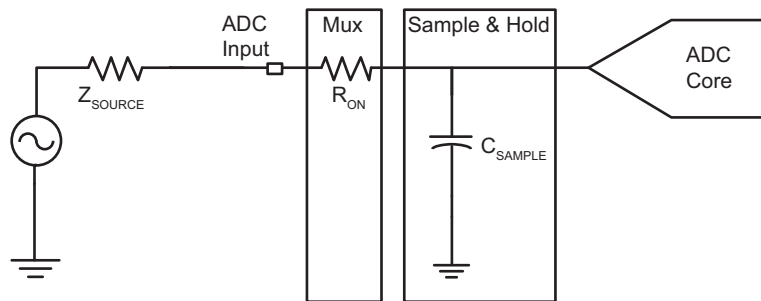 ADC
Input
Mux
Sample & Hold
ADC
Core
Z_SOURCE
R_ON
C_SAMPLE